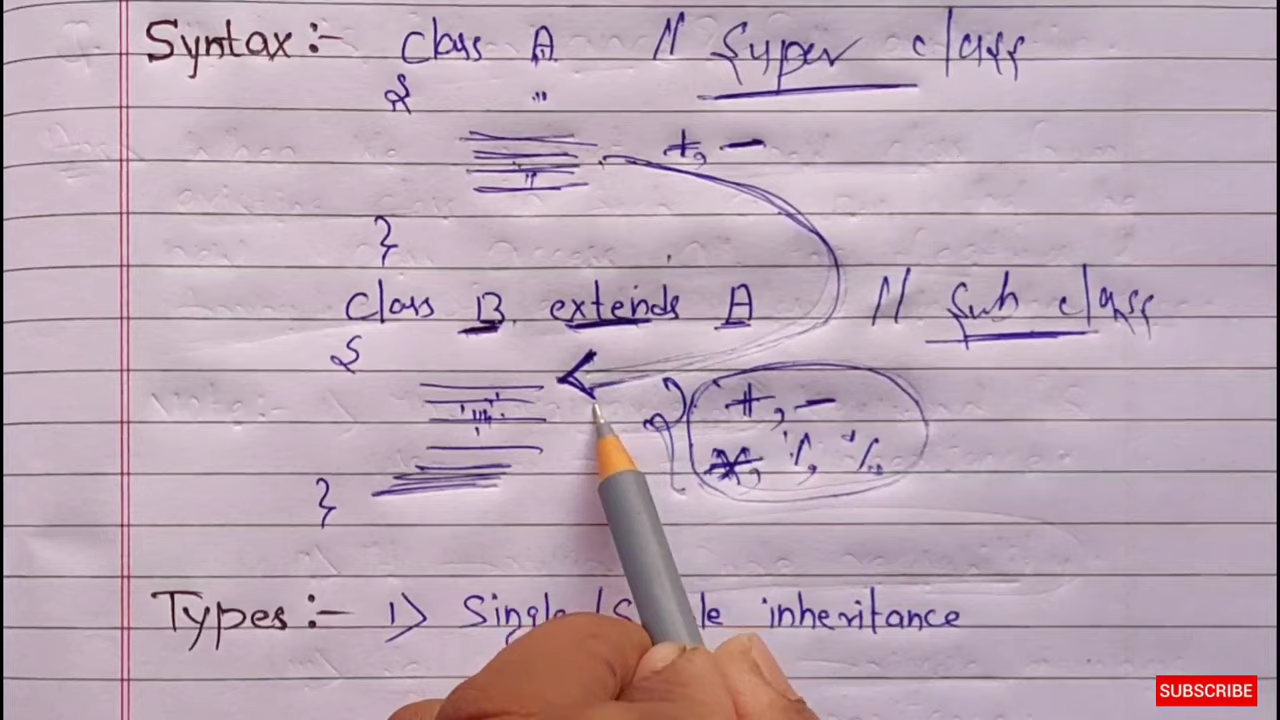 Syntax :- class A // Super class
{
+, -
}
class B extends A // Sub class
{
+, -
*, /, %
}
Types :- 1) Single inheritance
SUBSCRIBE